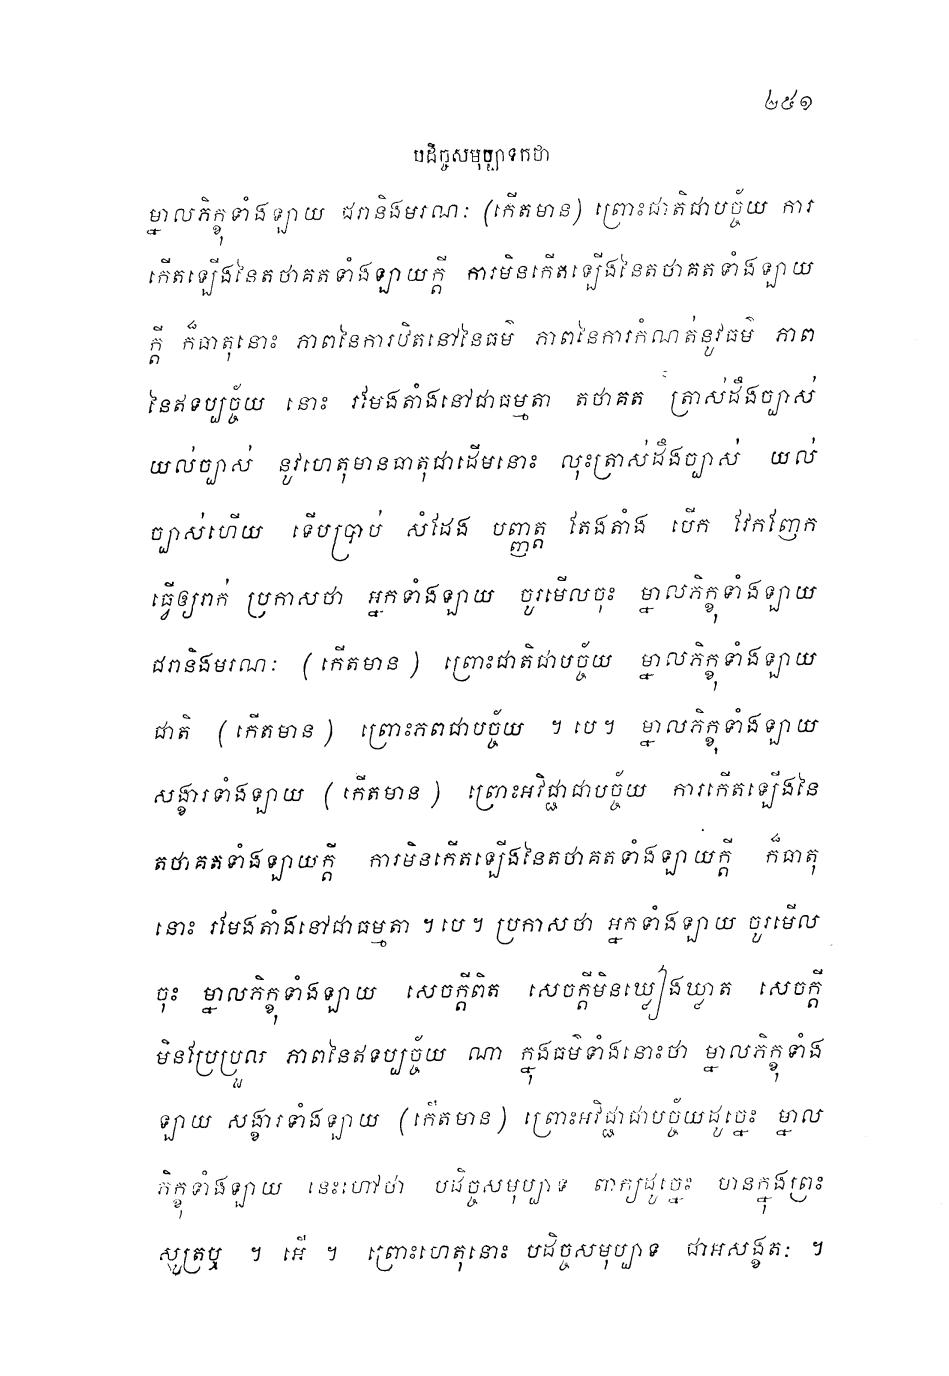 ២៥១
បដិច្ចសមុប្បាទកថា
ម្នាលភិក្ខុទាំងឡាយ ជរានិងមរណៈ (កើតមាន) ព្រោះជាតិជាបច្ច័យ ការ
កើតឡើងនៃតថាគតទាំងឡាយក្តី ការមិនកើតឡើងនៃតថាគតទាំងឡាយ
ក្តី ក៏ធាតុនោះ ភាពនៃការឋិតនៅនៃធម៌ ភាពនៃការកំណត់នូវធម៌ ភាព
នៃឥទប្បច្ច័យ នោះ រមែងតាំងនៅជាធម្មតា តថាគត ត្រាស់ដឹងច្បាស់
យល់ច្បាស់ នូវហេតុមានធាតុជាដើមនោះ លុះត្រាស់ដឹងច្បាស់ យល់
ច្បាស់ហើយ ទើបប្រាប់ សំដែង បញ្ញត្ត តែងតាំង បើក វែកញែក
ធ្វើឲ្យរាក់ ប្រកាសថា អ្នកទាំងឡាយ ចូរមើលចុះ ម្នាលភិក្ខុទាំងឡាយ
ជរានិងមរណៈ (កើតមាន) ព្រោះជាតិជាបច្ច័យ ម្នាលភិក្ខុទាំងឡាយ
ជាតិ (កើតមាន) ព្រោះភពជាបច្ច័យ ។ បេ។ ម្នាលភិក្ខុទាំងឡាយ
សង្ខារទាំងឡាយ (កើតមាន) ព្រោះអវិជ្ជាជាបច្ច័យ ការកើតឡើងនៃ
តថាគតទាំងឡាយក្តី ការមិនកើតឡើងនៃតថាគតទាំងឡាយក្តី ក៏ធាតុ
នោះ រមែងតាំងនៅជាធម្មតា ។ បេ។ ប្រកាសថា អ្នកទាំងឡាយ ចូរមើល
ចុះ ម្នាលភិក្ខុទាំងឡាយ សេចក្តីពិត សេចក្តីមិនឃ្លៀងឃ្លាត សេចក្តី
មិនប្រែប្រួល ភាពនៃឥទប្បច្ច័យ ណា ក្នុងធម៌ទាំងនោះថា ម្នាលភិក្ខុទាំង
ឡាយ សង្ខារទាំងឡាយ (កើតមាន) ព្រោះអវិជ្ជាជាបច្ច័យដូច្នេះ ម្នាល
ភិក្ខុទាំងឡាយ នេះហៅថា បដិច្ចសមុប្បាទ ពាក្យដូច្នេះ មានក្នុងព្រះ
សូត្រឬ ។ អើ ។ ព្រោះហេតុនោះ បដិច្ចសមុប្បាទ ជាអសង្ខតៈ ។